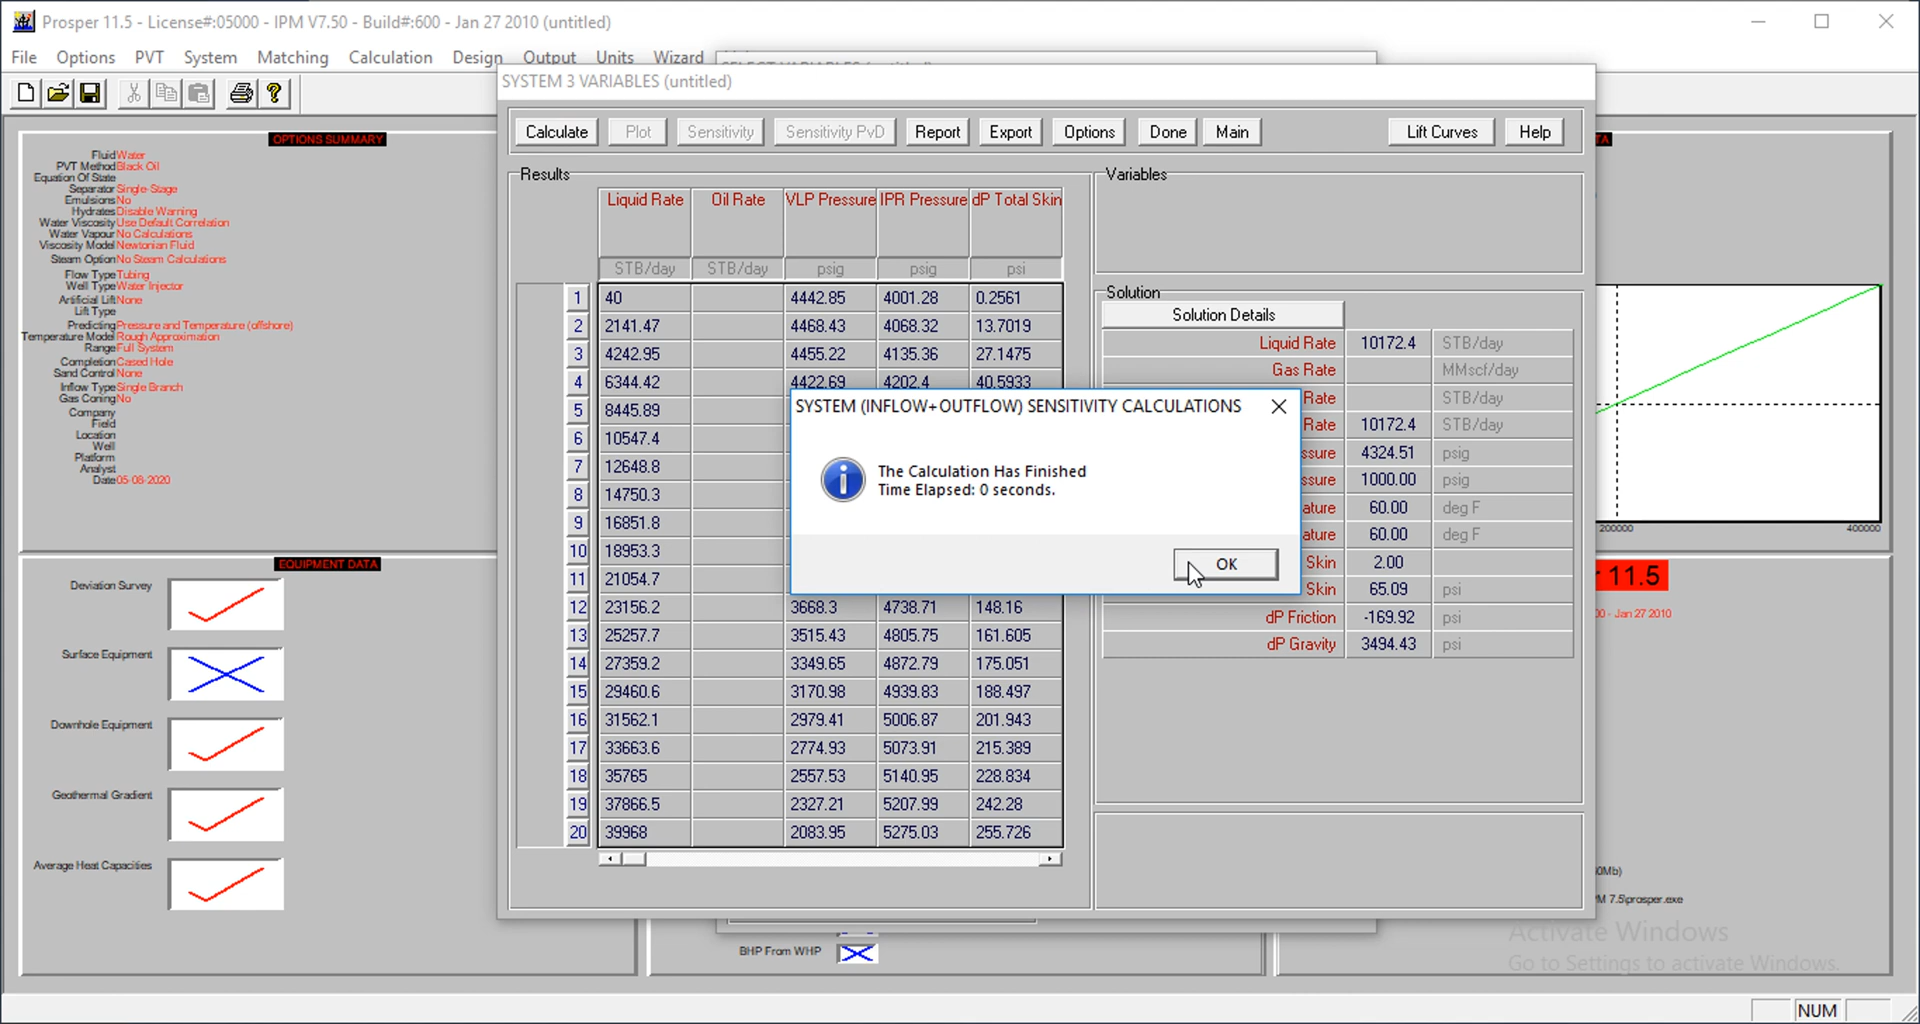 Prosper 11.5 - License#:05000 - IPM V7.50 - Build#:600 - Jan 27 2010 (untitled)
File Options PVT System Matching Calculation Design Output Units Wizard
SYSTEM 3 VARIABLES (untitled)
Calculate Plot Sensitivity Sensitivity PvD Report Export Options Done Main Lift Curves Help
OPTIONS SUMMARY
Fluid Water
PVT Method Black Oil
Equation Of State
Separator Single-Stage
Emulsions No
Hydrates Disable Warning
Water Viscosity Use Default Correlation
Water Vapour No Calculations
Viscosity Model Newtonian Fluid
Steam Option No Steam Calculations
Flow Type Tubing
Well Type Water Injector
Artificial Lift None
Lift Type
Predicting Pressure and Temperature (offshore)
Temperature Model Rough Approximation
Range Full System
Completion Cased Hole
Sand Control None
Inflow Type Single Branch
Gas Coning No
Company
Field
Location
Well
Platform
Analyst
Date 05-08-2020
EQUIPMENT DATA
Deviation Survey
Surface Equipment
Downhole Equipment
Geothermal Gradient
Average Heat Capacities
Results
Liquid Rate Oil Rate VLP Pressure IPR Pressure dP Total Skin
STB/day STB/day psig psig psi
1 40 4442.85 4001.28 0.2561
2 2141.47 4468.43 4068.32 13.7019
3 4242.95 4455.22 4135.36 27.1475
4 6344.42 4422.69 4202.4 40.5933
5 8445.89
6 10547.4
7 12648.8
8 14750.3
9 16851.8
10 18953.3
11 21054.7
12 23156.2 3668.3 4738.71 148.16
13 25257.7 3515.43 4805.75 161.605
14 27359.2 3349.65 4872.79 175.051
15 29460.6 3170.98 4939.83 188.497
16 31562.1 2979.41 5006.87 201.943
17 33663.6 2774.93 5073.91 215.389
18 35765 2557.53 5140.95 228.834
19 37866.5 2327.21 5207.99 242.28
20 39968 2083.95 5275.03 255.726
Variables
Solution
Solution Details
Liquid Rate 10172.4 STB/day
Gas Rate MMscf/day
Rate STB/day
Rate 10172.4 STB/day
ssure 4324.51 psig
ssure 1000.00 psig
ature 60.00 deg F
ature 60.00 deg F
Skin 2.00
Skin 65.09 psi
dP Friction -169.92 psi
dP Gravity 3494.43 psi
SYSTEM (INFLOW+OUTFLOW) SENSITIVITY CALCULATIONS
The Calculation Has Finished
Time Elapsed: 0 seconds.
OK
TA
200000 400000
11.5
00 - Jan 27 2010
0Mb)
M 7.5\prosper.exe
BHP From WHP
Activate Windows
Go to Settings to activate Windows.
NUM